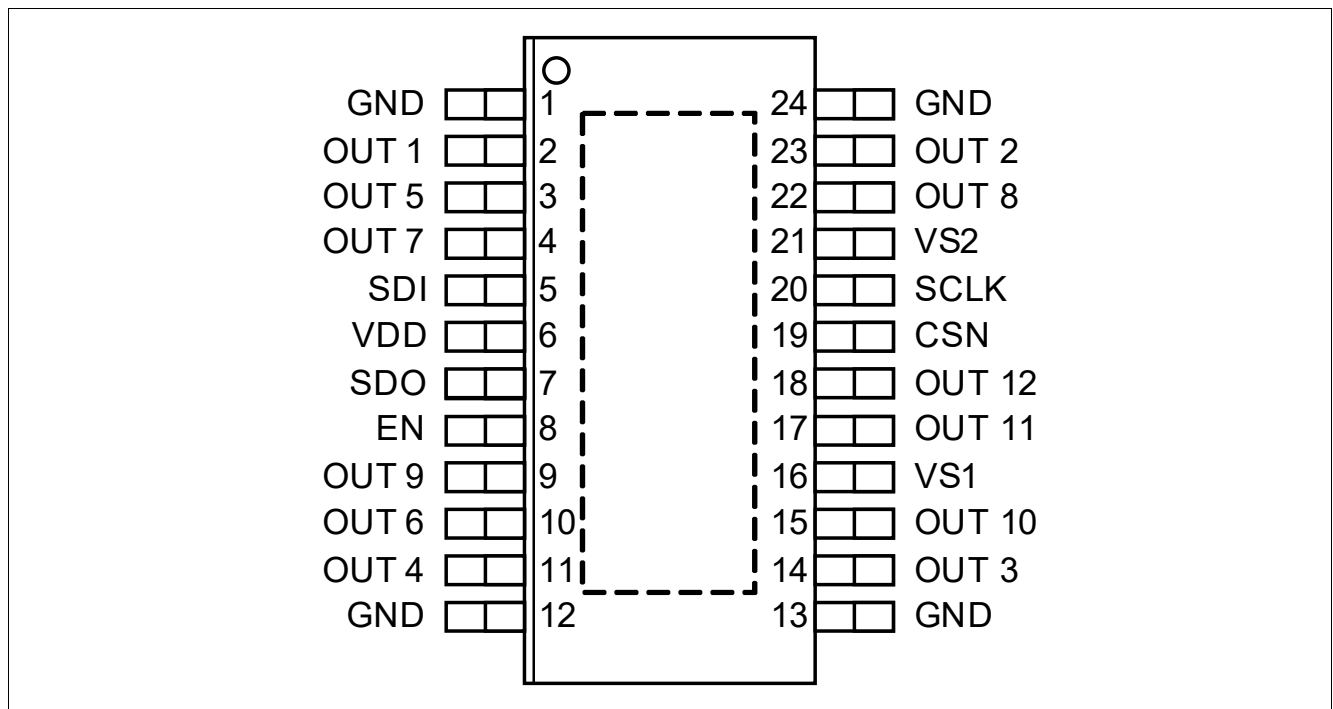 GND 1 24 GND
OUT 1 2 23 OUT 2
OUT 5 3 22 OUT 8
OUT 7 4 21 VS2
SDI 5 20 SCLK
VDD 6 19 CSN
SDO 7 18 OUT 12
EN 8 17 OUT 11
OUT 9 9 16 VS1
OUT 6 10 15 OUT 10
OUT 4 11 14 OUT 3
GND 12 13 GND